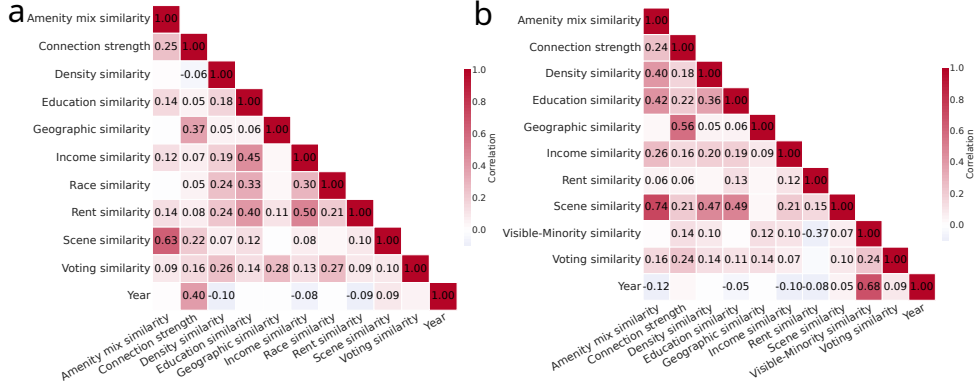 a
Amenity mix similarity 1.00
Connection strength 0.25 1.00
Density similarity -0.06 1.00
Education similarity 0.14 0.05 0.18 1.00
Geographic similarity 0.37 0.05 0.06 1.00
Income similarity 0.12 0.07 0.19 0.45 1.00
Race similarity 0.05 0.24 0.33 0.30 1.00
Rent similarity 0.14 0.08 0.24 0.40 0.11 0.50 0.21 1.00
Scene similarity 0.63 0.22 0.07 0.12 0.08 0.10 1.00
Voting similarity 0.09 0.16 0.26 0.14 0.28 0.13 0.27 0.09 0.10 1.00
Year 0.40 -0.10 -0.08 -0.09 0.09 1.00
Amenity mix similarity
Connection strength
Density similarity
Education similarity
Geographic similarity
Income similarity
Race similarity
Rent similarity
Scene similarity
Voting similarity
Year
1.0
0.8
0.6
0.4
0.2
0.0
Correlation
b
Amenity mix similarity 1.00
Connection strength 0.24 1.00
Density similarity 0.40 0.18 1.00
Education similarity 0.42 0.22 0.36 1.00
Geographic similarity 0.56 0.05 0.06 1.00
Income similarity 0.26 0.16 0.20 0.19 0.09 1.00
Rent similarity 0.06 0.06 0.13 0.12 1.00
Scene similarity 0.74 0.21 0.47 0.49 0.21 0.15 1.00
Visible-Minority similarity 0.14 0.10 0.12 0.10 -0.37 0.07 1.00
Voting similarity 0.16 0.24 0.14 0.11 0.14 0.07 0.10 0.24 1.00
Year -0.12 -0.05 -0.10 -0.08 0.05 0.68 0.09 1.00
Amenity mix similarity
Connection strength
Density similarity
Education similarity
Geographic similarity
Income similarity
Rent similarity
Scene similarity
Visible-Minority similarity
Voting similarity
Year
1.0
0.8
0.6
0.4
0.2
0.0
Correlation